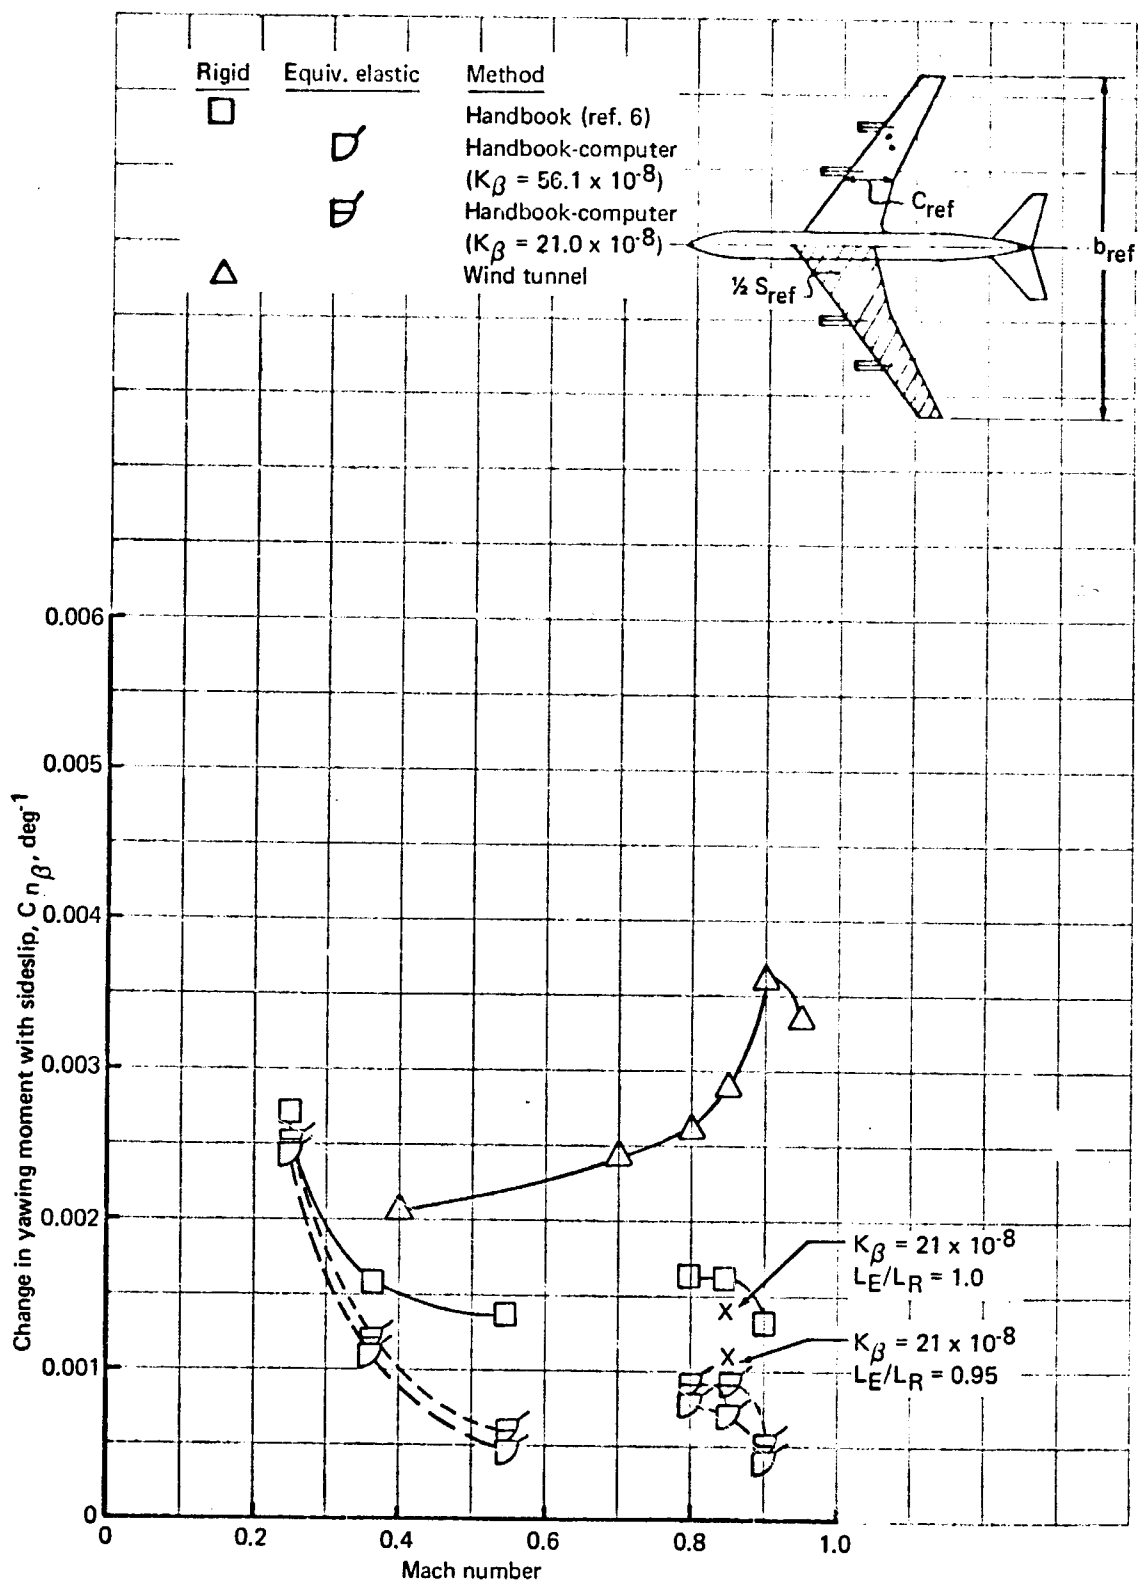 Rigid Equiv. elastic Method
Handbook (ref. 6)
Handbook-computer
(Kβ = 56.1 x 10-8)
Handbook-computer
(Kβ = 21.0 x 10-8)
Wind tunnel
Cref
bref
½ Sref
0.006
0.005
0.004
0.003
0.002
0.001
0
Change in yawing moment with sideslip, Cnβ, deg-1
Kβ = 21 x 10-8
LE/LR = 1.0
Kβ = 21 x 10-8
LE/LR = 0.95
0 0.2 0.4 0.6 0.8 1.0
Mach number